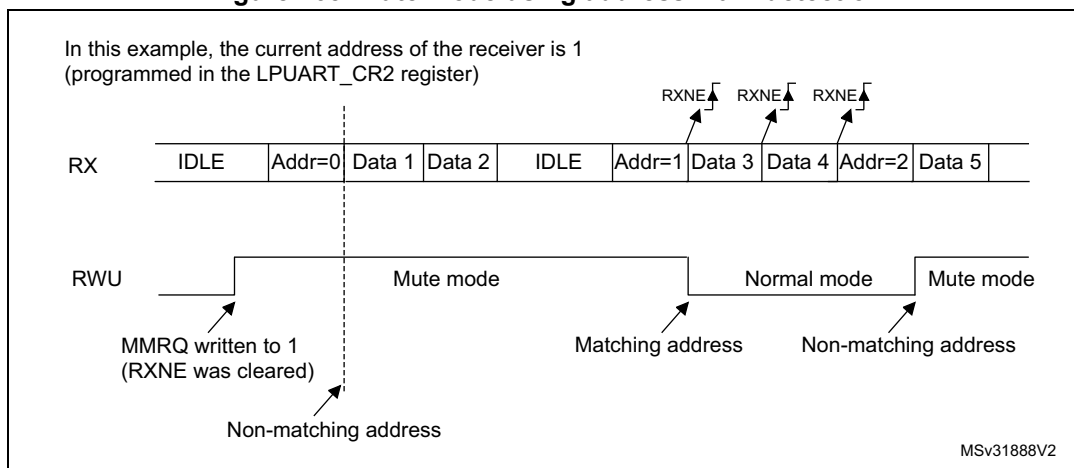 In this example, the current address of the receiver is 1
(programmed in the LPUART_CR2 register)
RXNE RXNE RXNE
RX IDLE Addr=0 Data 1 Data 2 IDLE Addr=1 Data 3 Data 4 Addr=2 Data 5
RWU Mute mode Normal mode Mute mode
MMRQ written to 1 Matching address Non-matching address
(RXNE was cleared)
Non-matching address
MSv31888V2